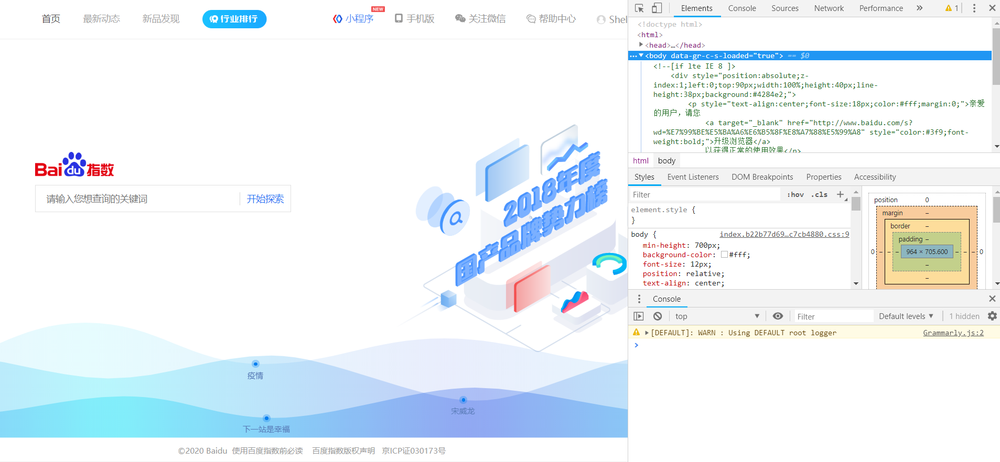 首页 最新动态 新品发现 行业排行 小程序 NEW 手机版 关注微信 帮助中心 Shel
Bai du 指数
请输入您想查询的关键词 开始探索
2018年度
国产品牌势力榜
疫情
宋威龙
下一站是幸福
©2020 Baidu 使用百度指数前必读 百度指数版权声明 京ICP证030173号
Elements Console Sources Network Performance » 1
<!doctype html>
<html>
<head>…</head>
<body data-gr-c-s-loaded="true"> == $0
<!--[if lte IE 8 ]>
<div style="position:absolute;z-
index:1;left:0;top:90px;width:100%;height:40px;line-
height:38px;background:#4284e2;">
<p style="text-align:center;font-size:18px;color:#fff;margin:0;">亲爱
的用户，请您
<a target="_blank" href="http://www.baidu.com/s?
wd=%E7%99%BE%E5%BA%A6%E6%B5%8F%E8%A7%88%E5%99%A8" style="color:#3f9;font-
weight:bold;">升级浏览器</a>
以获得正常的使用效果</p>
html body
Styles Event Listeners DOM Breakpoints Properties Accessibility
Filter :hov .cls +
element.style {
}
body { index.b22b77d69…c7cb4880.css:9
min-height: 700px;
background-color: #fff;
font-size: 12px;
position: relative;
text-align: center;
position 0
margin –
border –
padding –
0 – – – 964 × 705.600 – – – 0
–
–
Console
top Filter Default levels 1 hidden
[DEFAULT]: WARN : Using DEFAULT root logger Grammarly.js:2